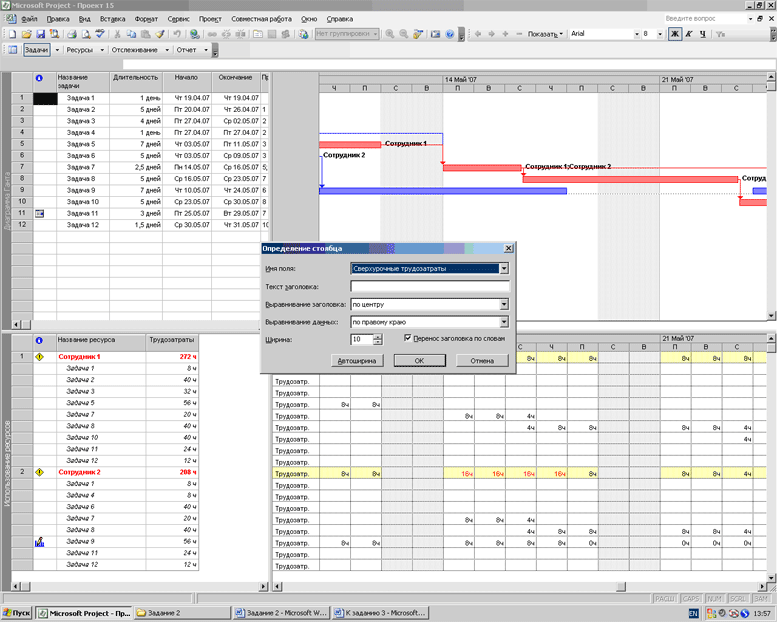 Microsoft Project - Проект 15
Файл Правка Вид Вставка Формат Сервис Проект Совместная работа Окно Справка Введите вопрос
Нет группировки Показать Arial 8 Ж К Ч
Задачи Ресурсы Отслеживание Отчет
Название задачи Длительность Начало Окончание Пр 14 Май '07 21 Май '07
Ч П С В П В С Ч П С В П В С
1 Задача 1 1 день Чт 19.04.07 Чт 19.04.07
2 Задача 2 5 дней Пт 20.04.07 Чт 26.04.07 1
3 Задача 3 4 дней Пт 27.04.07 Ср 02.05.07 2
4 Задача 4 1 день Пт 27.04.07 Пт 27.04.07 2
5 Задача 5 7 дней Чт 03.05.07 Пт 11.05.07 3 Сотрудник 1
6 Задача 6 5 дней Чт 03.05.07 Ср 09.05.07 3 Сотрудник 2
7 Задача 7 2,5 дней Пн 14.05.07 Ср 16.05.07 5; Сотрудник 1;Сотрудник 2
8 Задача 8 5 дней Ср 16.05.07 Ср 23.05.07 7 Сотруд
9 Задача 9 7 дней Чт 10.05.07 Чт 24.05.07 6
10 Задача 10 5 дней Ср 23.05.07 Ср 30.05.07 8
11 Задача 11 3 дней Пт 25.05.07 Вт 29.05.07 9
12 Задача 12 1,5 дней Ср 30.05.07 Чт 31.05.07 10
Диаграмма Ганта
Определение столбца
Имя поля: Сверхурочные трудозатраты
Текст заголовка:
Выравнивание заголовка: по центру
Выравнивание данных: по правому краю
Ширина: 10 Перенос заголовка по словам
Автоширина ОК Отмена
Название ресурса Трудозатраты 21 Май '07
С Ч П С В П В С
1 Сотрудник 1 272 ч 8ч 8ч 8ч 8ч 8ч 8ч
Задача 1 8 ч
Задача 2 40 ч Трудозатр.
Задача 3 32 ч Трудозатр.
Задача 5 56 ч Трудозатр. 8ч 8ч
Задача 7 20 ч Трудозатр. 8ч 8ч 4ч
Задача 8 40 ч Трудозатр. 4ч 8ч 8ч 8ч 8ч 4ч
Задача 10 40 ч Трудозатр. 4ч
Задача 11 24 ч Трудозатр.
Задача 12 12 ч Трудозатр.
2 Сотрудник 2 208 ч Трудозатр. 8ч 8ч 16ч 16ч 16ч 16ч 8ч 8ч 8ч 4ч
Задача 1 8 ч Трудозатр.
Задача 4 8 ч Трудозатр.
Задача 6 40 ч Трудозатр.
Задача 7 20 ч Трудозатр. 8ч 8ч 4ч
Задача 8 40 ч Трудозатр. 4ч 8ч 8ч 8ч 8ч 4ч
Задача 9 56 ч Трудозатр. 8ч 8ч 8ч 8ч 8ч 8ч 0ч 0ч 0ч 0ч
Задача 11 24 ч Трудозатр.
Задача 12 12 ч Трудозатр.
Использование ресурсов
РАСШ CAPS NUM SCRL ЗАМ
Пуск Microsoft Project - Пр... Задание 2 Задание 2 - Microsoft W... К заданию 3 - Microsoft... EN 13:57